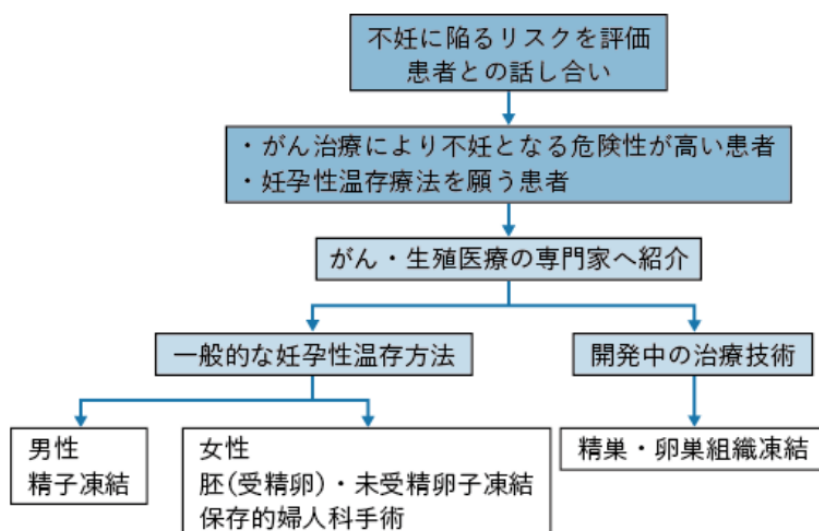 不妊に陥るリスクを評価
患者との話し合い
・がん治療により不妊となる危険性が高い患者
・妊孕性温存療法を願う患者
がん・生殖医療の専門家へ紹介
一般的な妊孕性温存方法
開発中の治療技術
男性
精子凍結
女性
胚(受精卵)・未受精卵子凍結
保存的婦人科手術
精巣・卵巣組織凍結